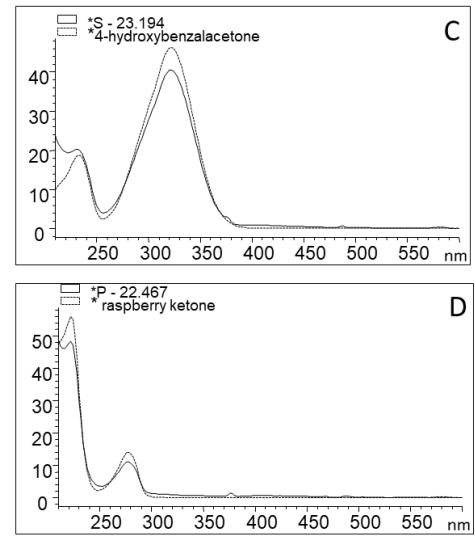 C
*S - 23.194
*4-hydroxybenzalacetone
40
30
20
10
0
250 300 350 400 450 500 550 nm
D
*P - 22.467
* raspberry ketone
50
40
30
20
10
0
250 300 350 400 450 500 550 nm